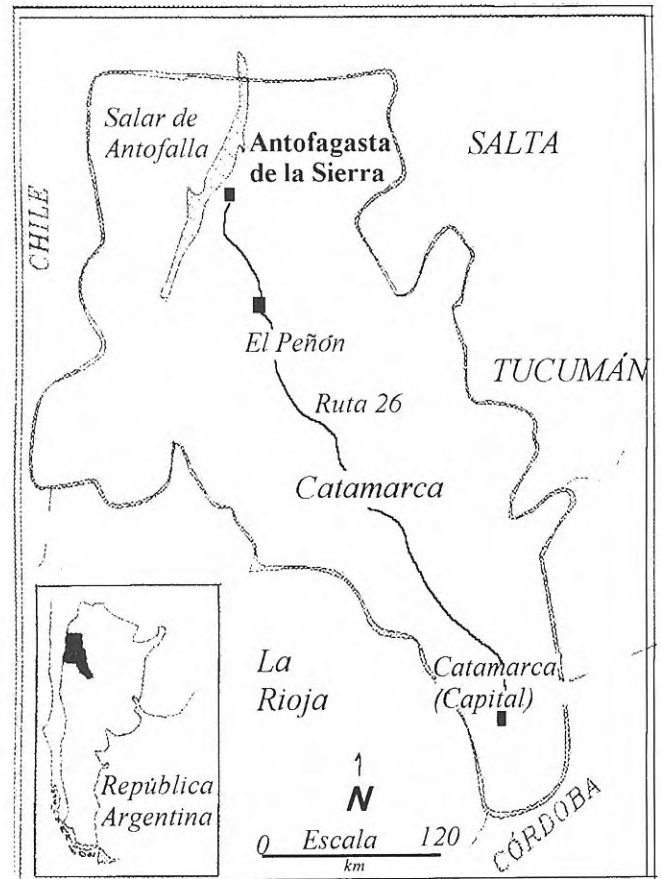 Salar de
Antofalla
Antofagasta
de la Sierra
SALTA
CHILE
El Peñón
TUCUMÁN
Ruta 26
Catamarca
La
Rioja
Catamarca
(Capital)
República
Argentina
N
0 Escala 120
km
CÓRDOBA